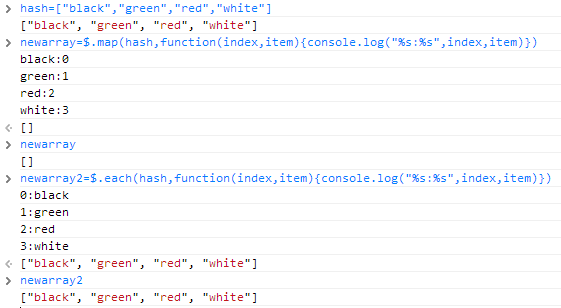 hash=["black","green","red","white"]
["black", "green", "red", "white"]
newarray=$.map(hash,function(index,item){console.log("%s:%s",index,item)})
black:0
green:1
red:2
white:3
[]
newarray
[]
newarray2=$.each(hash,function(index,item){console.log("%s:%s",index,item)})
0:black
1:green
2:red
3:white
["black", "green", "red", "white"]
newarray2
["black", "green", "red", "white"]